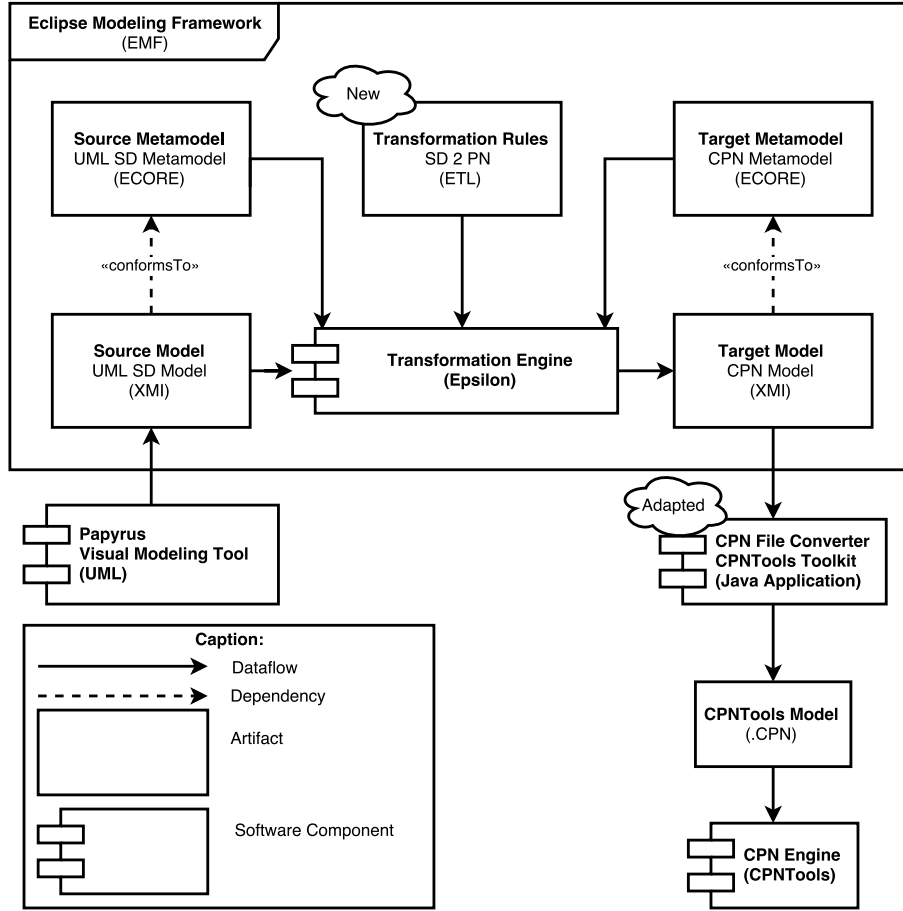 Eclipse Modeling Framework
(EMF)
New
Source Metamodel
UML SD Metamodel
(ECORE)
Transformation Rules
SD 2 PN
(ETL)
Target Metamodel
CPN Metamodel
(ECORE)
«conformsTo»
«conformsTo»
Source Model
UML SD Model
(XMI)
Transformation Engine
(Epsilon)
Target Model
CPN Model
(XMI)
Papyrus
Visual Modeling Tool
(UML)
Adapted
CPN File Converter
CPNTools Toolkit
(Java Application)
Caption:
Dataflow
Dependency
Artifact
Software Component
CPNTools Model
(.CPN)
CPN Engine
(CPNTools)